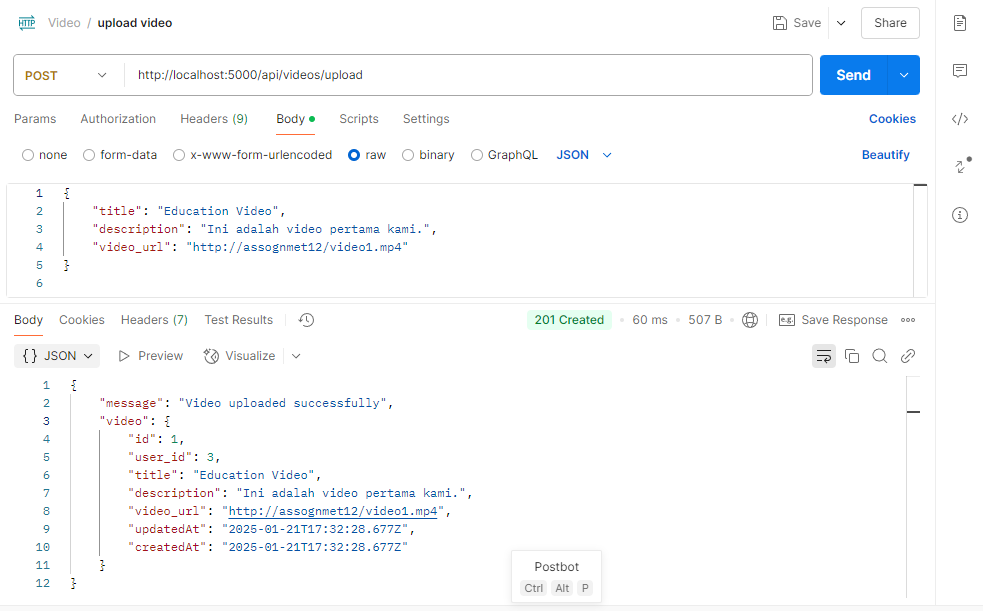 HTTP Video / upload video Save Share
POST http://localhost:5000/api/videos/upload Send
Params Authorization Headers (9) Body Scripts Settings Cookies
none form-data x-www-form-urlencoded raw binary GraphQL JSON Beautify
1 {
2 "title": "Education Video",
3 "description": "Ini adalah video pertama kami.",
4 "video_url": "http://assognmet12/video1.mp4"
5 }
6
Body Cookies Headers (7) Test Results 201 Created • 60 ms • 507 B • e.g. Save Response
{} JSON Preview Visualize
1 {
2 "message": "Video uploaded successfully",
3 "video": {
4 "id": 1,
5 "user_id": 3,
6 "title": "Education Video",
7 "description": "Ini adalah video pertama kami.",
8 "video_url": "http://assognmet12/video1.mp4",
9 "updatedAt": "2025-01-21T17:32:28.677Z",
10 "createdAt": "2025-01-21T17:32:28.677Z"
11 }
12 }
Postbot
Ctrl Alt P